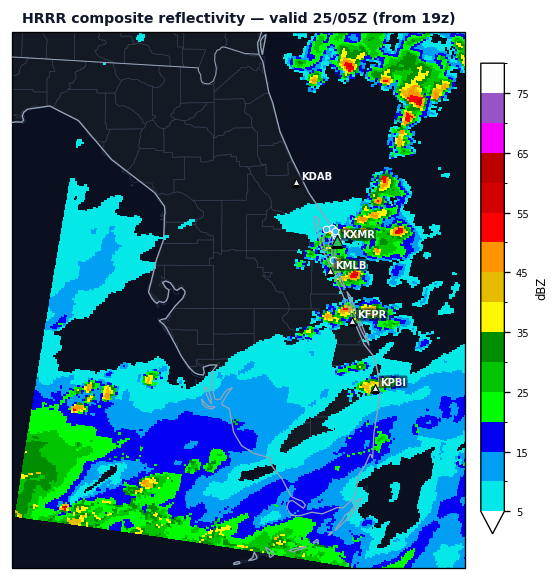 HRRR composite reflectivity — valid 25/05Z (from 19z)
KDAB
KXMR
KMLB
KFPR
KPBI
75
65
55
45
35
25
15
5
dBZ